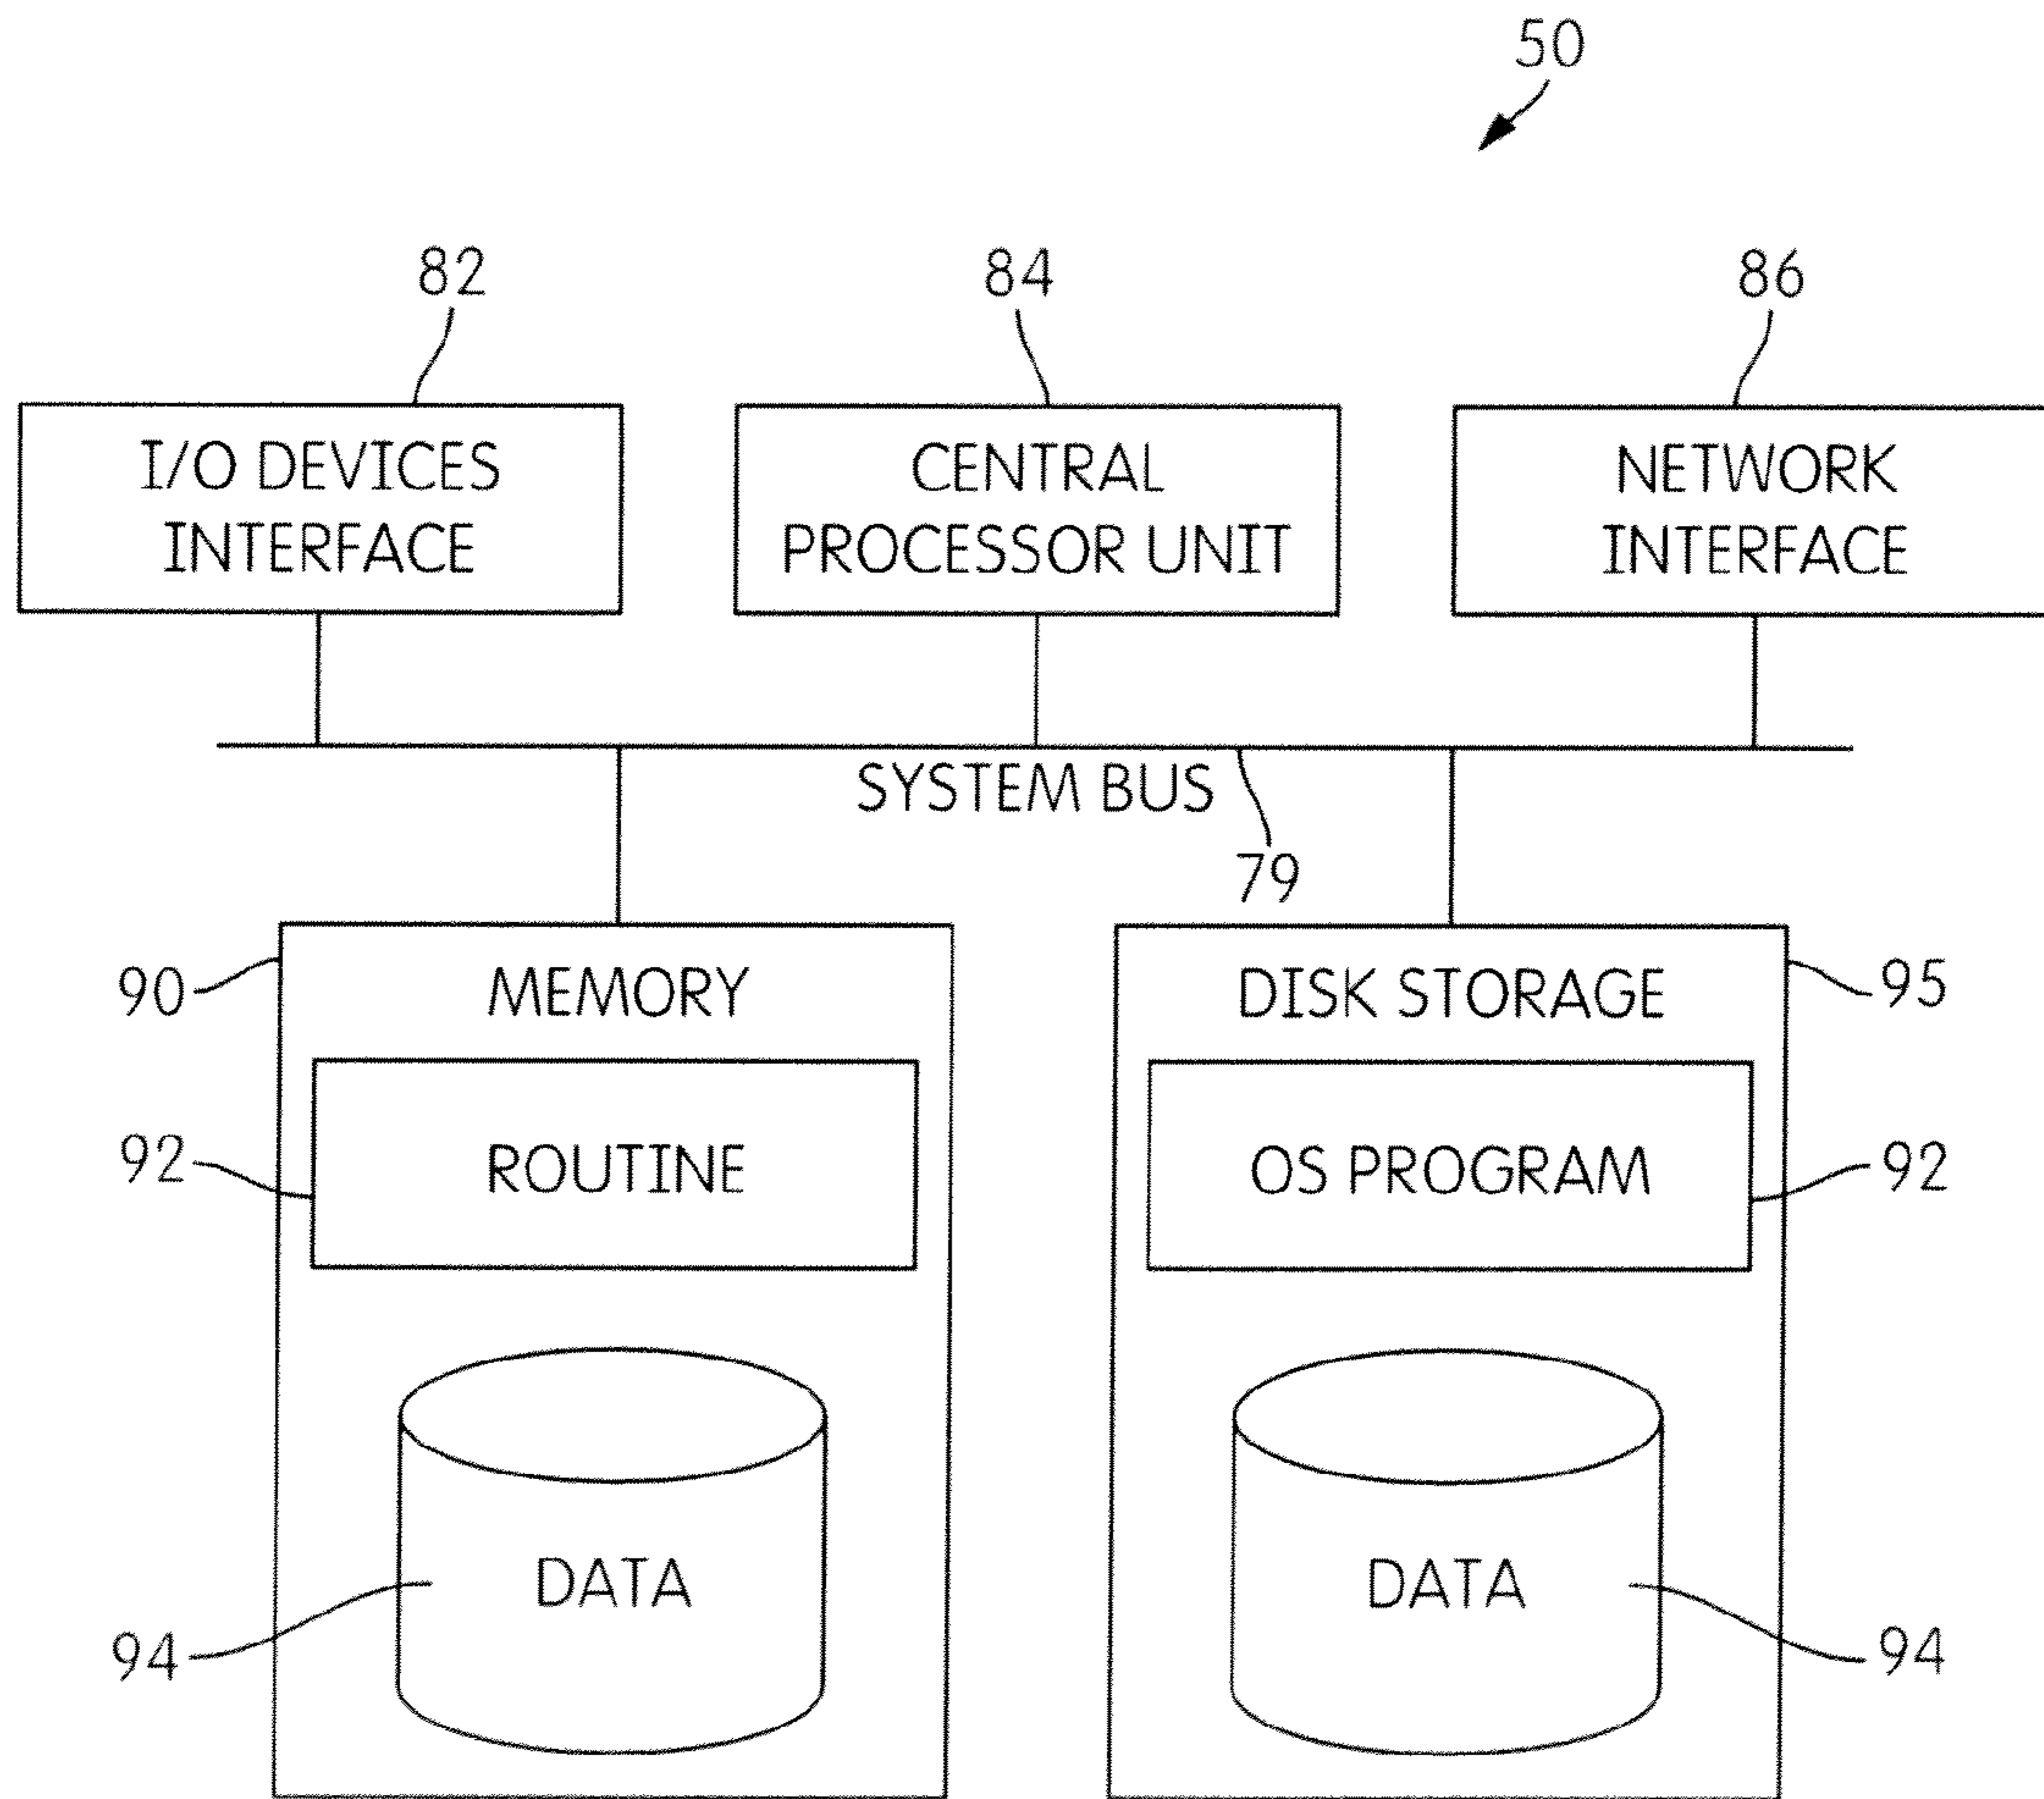 50
82
84
86
I/O DEVICES
INTERFACE
CENTRAL
PROCESSOR UNIT
NETWORK
INTERFACE
SYSTEM BUS
79
90
MEMORY
DISK STORAGE
95
92
ROUTINE
OS PROGRAM
92
DATA
DATA
94
94